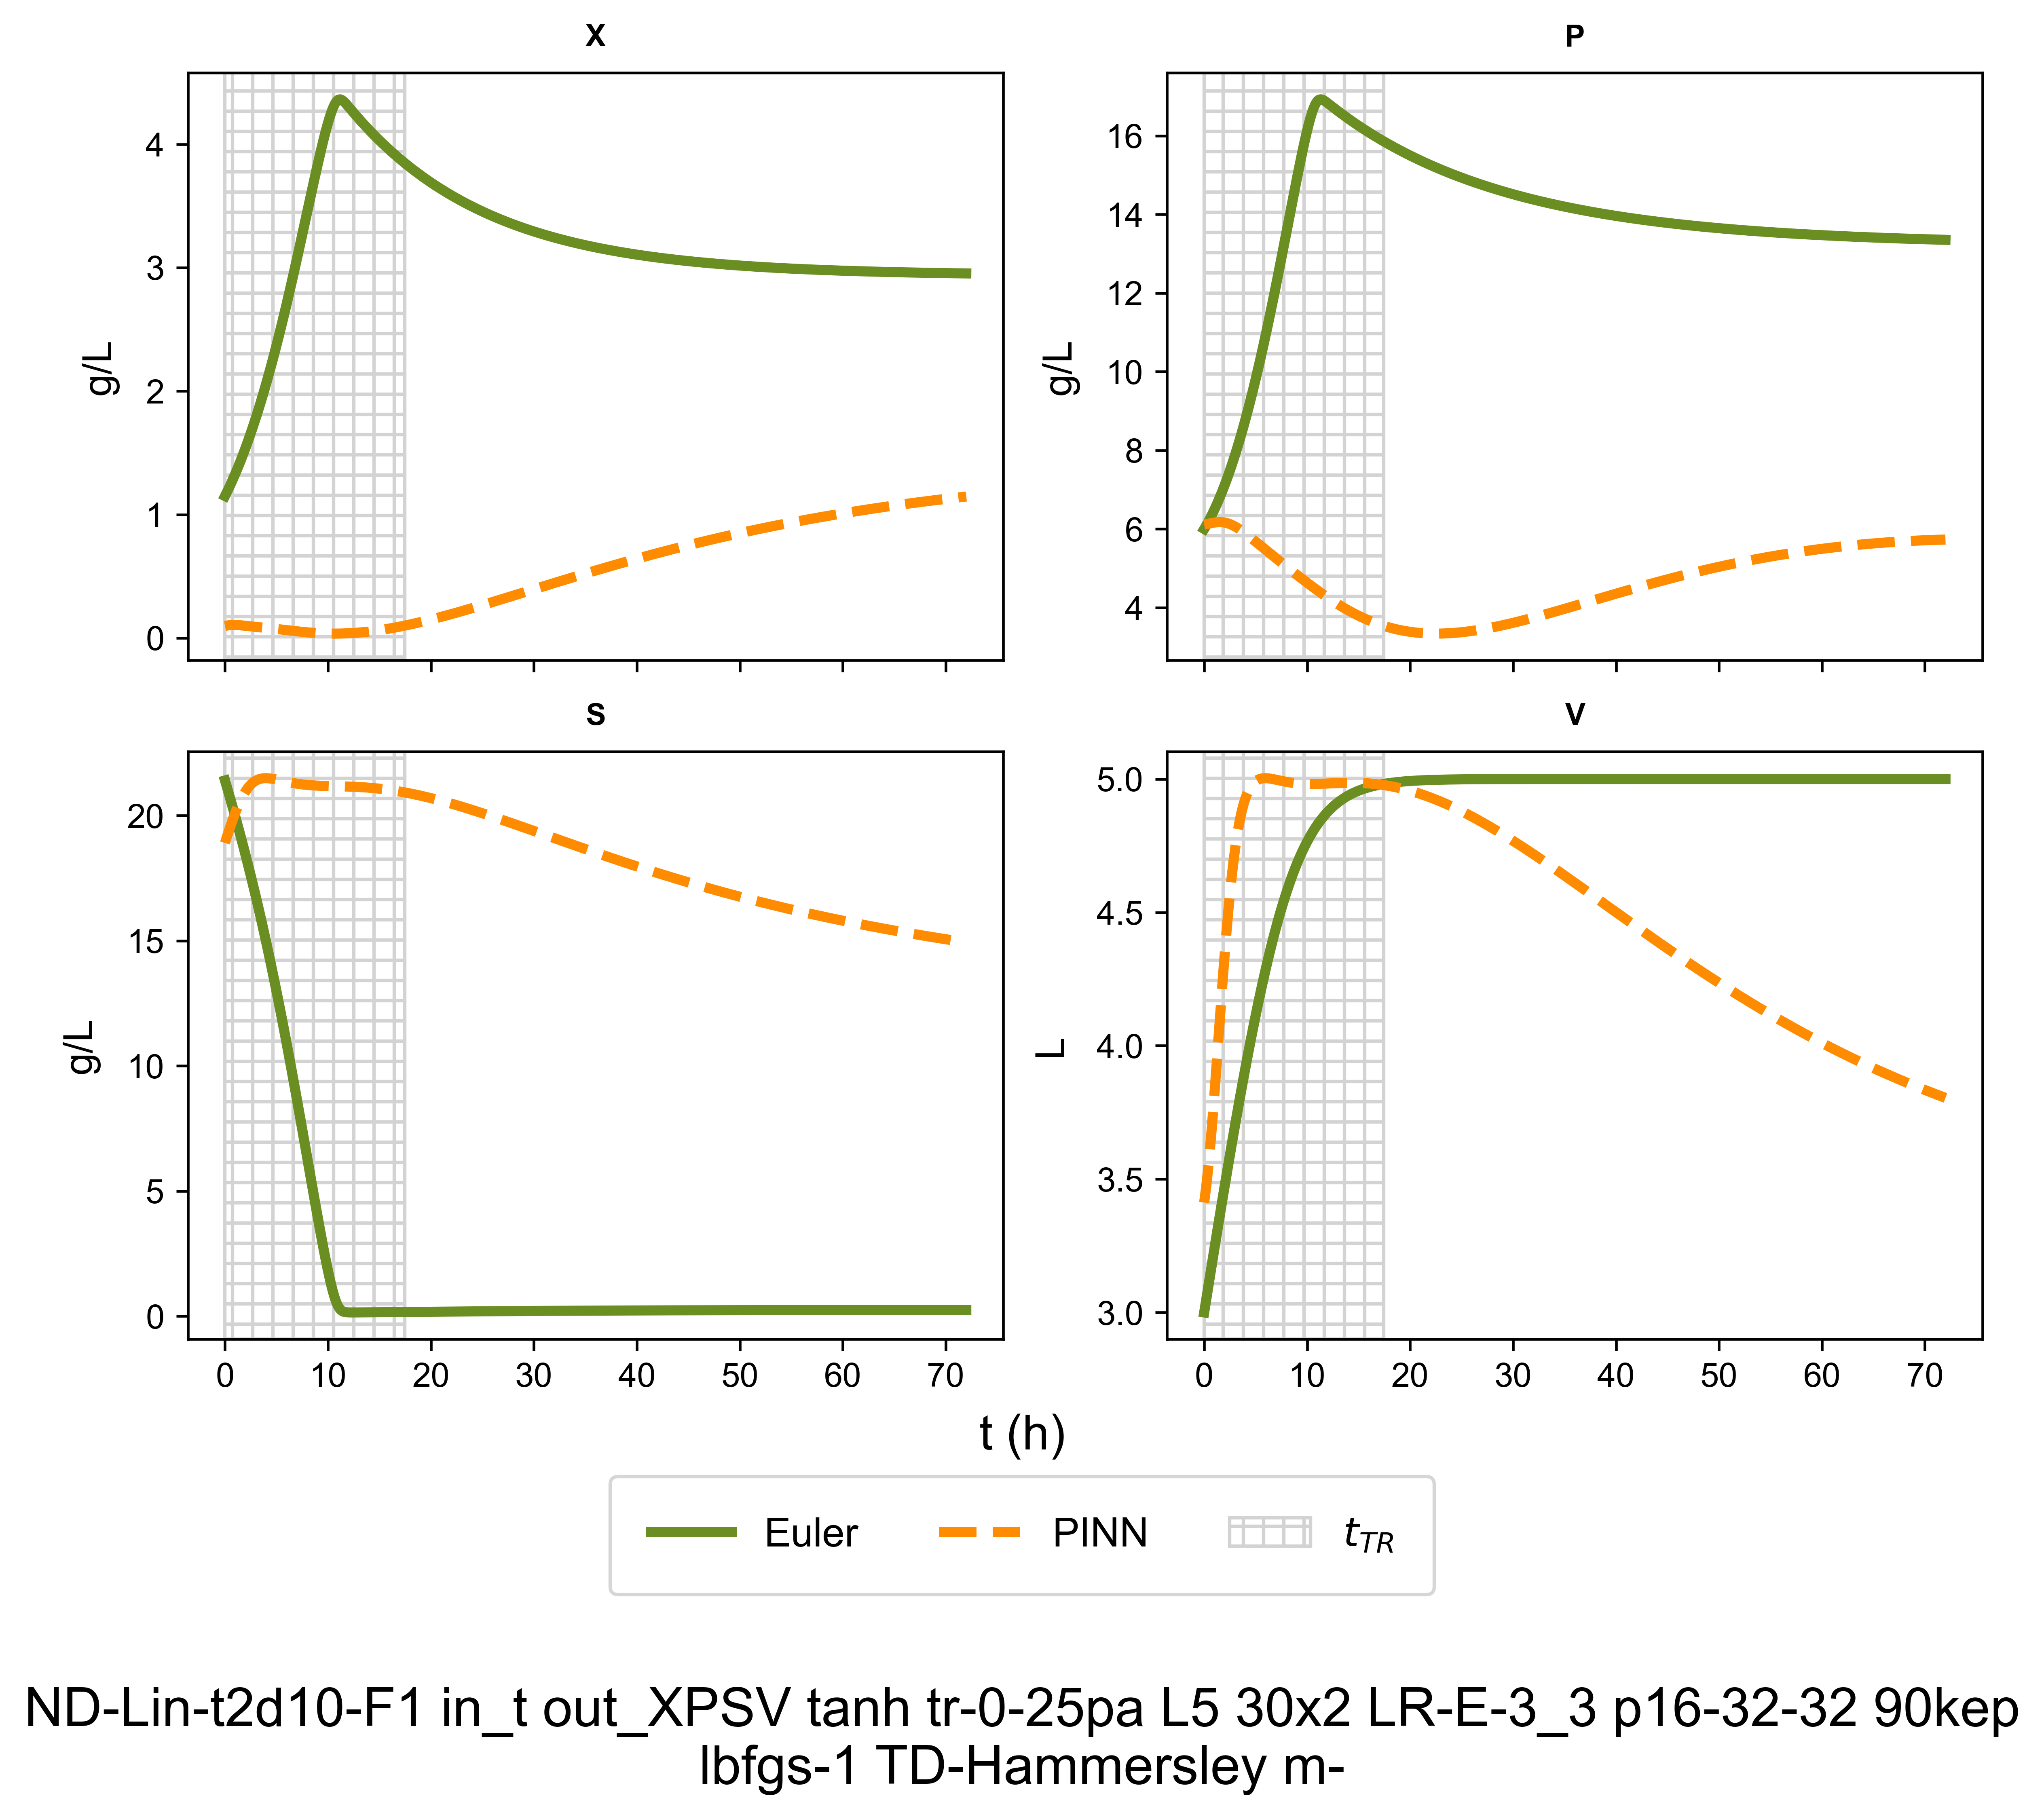 X
P
4
3
2
1
0
g/L
16
14
12
10
8
6
4
g/L
S
V
20
15
10
5
0
g/L
0 10 20 30 40 50 60 70
5.0
4.5
4.0
3.5
3.0
L
0 10 20 30 40 50 60 70
t (h)
Euler PINN t_TR
ND-Lin-t2d10-F1 in_t out_XPSV tanh tr-0-25pa L5 30x2 LR-E-3_3 p16-32-32 90kep
lbfgs-1 TD-Hammersley m-